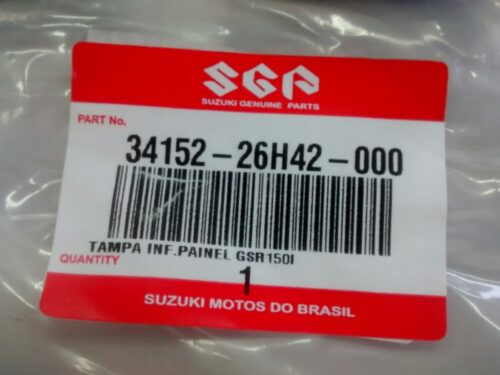 SGP
SUZUKI GENUINE PARTS
PART No.
34152-26H42-000
TAMPA INF.PAINEL GSR150I
QUANTITY
1
SUZUKI MOTOS DO BRASIL